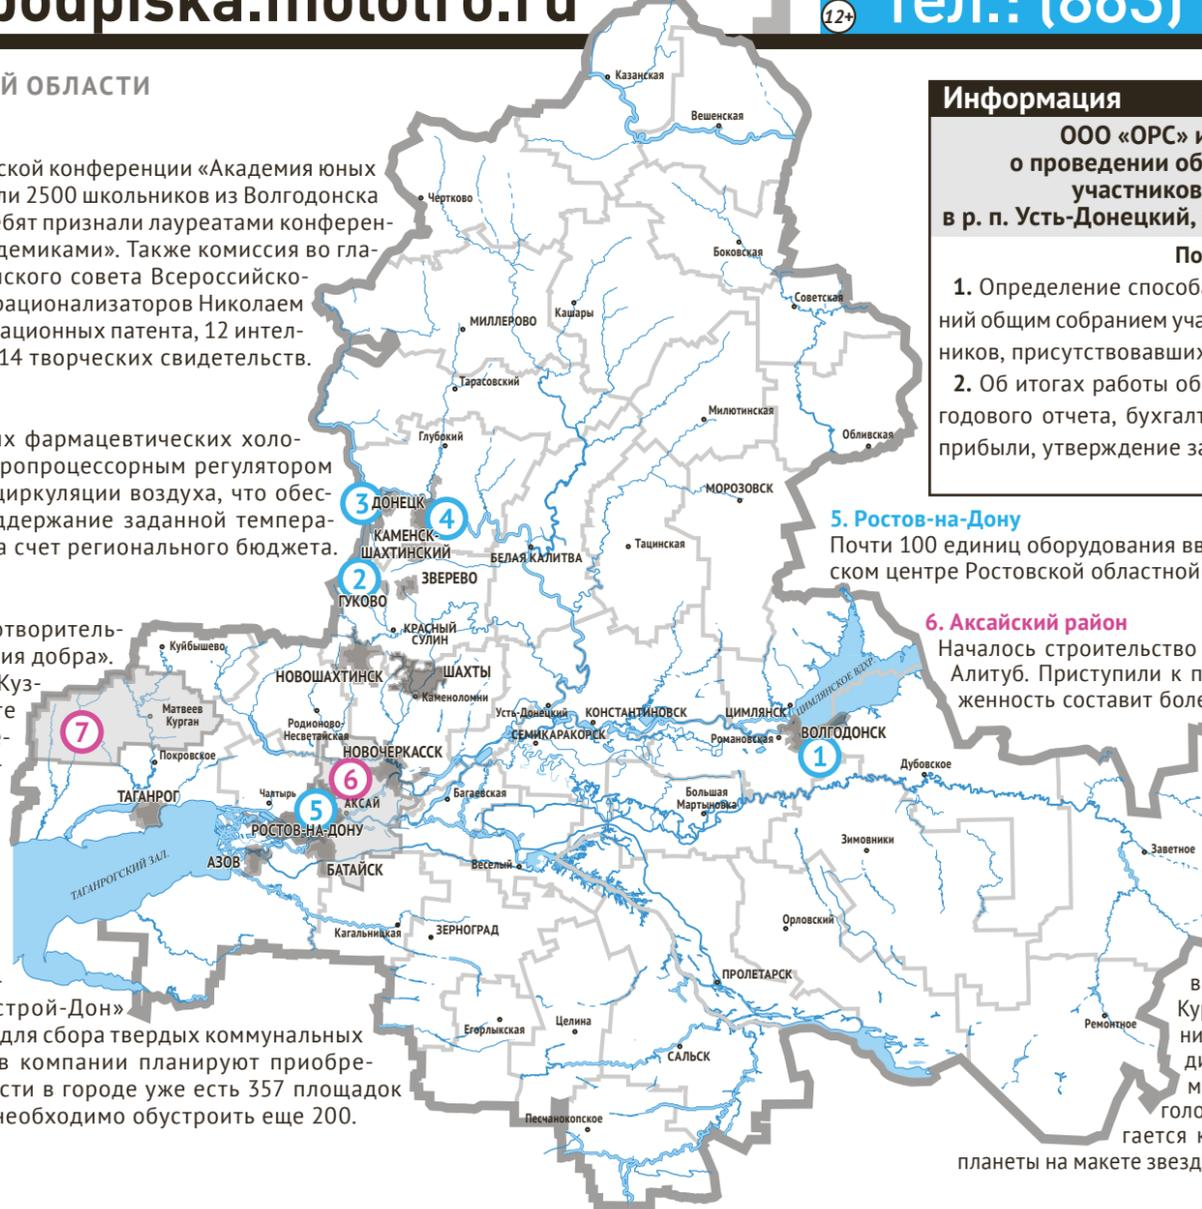 podpiska.molotro.ru
12+
тел.: (863)
Й ОБЛАСТИ
ской конференции «Академия юных
ли 2500 школьников из Волгодонска
ебят признали лауреатами конферен-
демиками». Также комиссия во гла-
ского совета Всероссийско-
рационализаторов Николаем
ационных патента, 12 интел-
14 творческих свидетельств.
их фармацевтических холо-
ропроцессорным регулятором
циркуляции воздуха, что обес-
ддержание заданной темпера-
а счет регионального бюджета.
отворитель-
ия добра».
Куз-
те
е-
строй-Дон»
для сбора твердых коммунальных
в компании планируют приобре-
сти в городе уже есть 357 площадок
необходимо обустроить еще 200.
Информация
ООО «ОРС» и
о проведении об
участников
в р. п. Усть-Донецкий,
По
1. Определение способа
ний общим собранием уча
ников, присутствовавших
2. Об итогах работы об
годового отчета, бухгалт
прибыли, утверждение за
5. Ростов-на-Дону
Почти 100 единиц оборудования вв
ском центре Ростовской областной
6. Аксайский район
Началось строительство
Алитуб. Приступили к п
женность составит боле
Казанская
Вешенская
Чертково
Боковская
Советская
Кашары
МИЛЛЕРОВО
Тарасовский
Милютинская
Глубокий
Обливская
МОРОЗОВСК
3
ДОНЕЦК
4
КАМЕНСК-
ШАХТИНСКИЙ
БЕЛАЯ КАЛИТВА
Тацинская
2
ЗВЕРЕВО
ГУКОВО
КРАСНЫЙ
СУЛИН
Куйбышево
НОВОШАХТИНСК
ШАХТЫ
Каменоломни
ЦИМЛЯНСКОЕ ВДХР.
Матвеев
Курган
7
Родионово-
Несветайская
Усть-Донецкий
КОНСТАНТИНОВСК
ЦИМЛЯНСК
СЕМИКАРАКОРСК
Романовская
ВОЛГОДОНСК
1
Покровское
НОВОЧЕРКАССК
6
Дубовское
ТАГАНРОГ
Чалтырь
5
АКСАЙ
Багаевская
Большая
Мартыновка
РОСТОВ-НА-ДОНУ
Зимовники
Заветное
ТАГАНРОГСКИЙ ЗАЛ.
АЗОВ
БАТАЙСК
Веселый
Кагальницкая
ЗЕРНОГРАД
Орловский
ПРОЛЕТАРСК
Егорлыкская
Целина
Ремонтное
САЛЬСК
Песчанокопское
в
Ку
ни
ди
м
голо
гается к
планеты на макете звезд